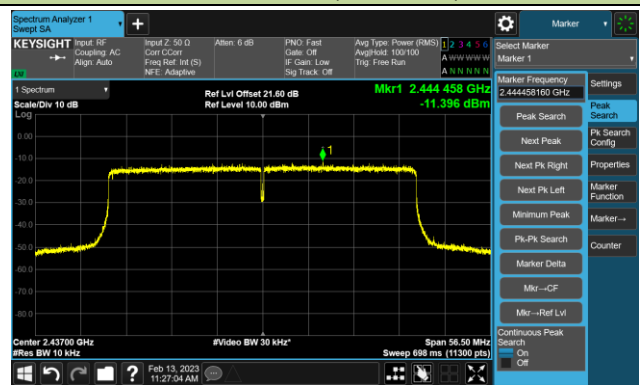 Spectrum Analyzer 1
Swept SA
Marker
KEYSIGHT
Input: RF
Coupling: AC
Align: Auto
Input Z: 50 Ω
Corr CCorr
Freq Ref: Int (S)
NFE: Adaptive
Atten: 6 dB
PNO: Fast
Gate: Off
IF Gain: Low
Sig Track: Off
Avg Type: Power (RMS)
Avg|Hold: 100/100
Trig: Free Run
1 2 3 4 5 6
A W W W W W
A N N N N N
Select Marker
Marker 1
LXI
1 Spectrum
Scale/Div 10 dB
Log
Ref Lvl Offset 21.60 dB
Ref Level 10.00 dBm
Mkr1 2.444 458 GHz
-11.396 dBm
0.00
-10.0
-20.0
-30.0
-40.0
-50.0
-60.0
-70.0
-80.0
1
Center 2.43700 GHz
#Res BW 10 kHz
#Video BW 30 kHz*
Span 56.50 MHz
Sweep 698 ms (11300 pts)
Marker Frequency
2.444458160 GHz
Peak Search
Next Peak
Next Pk Right
Next Pk Left
Minimum Peak
Pk-Pk Search
Marker Delta
Mkr→CF
Mkr→Ref Lvl
Continuous Peak
Search
On
Off
Settings
Peak
Search
Pk Search
Config
Properties
Marker
Function
Marker→
Counter
Feb 13, 2023
11:27:04 AM